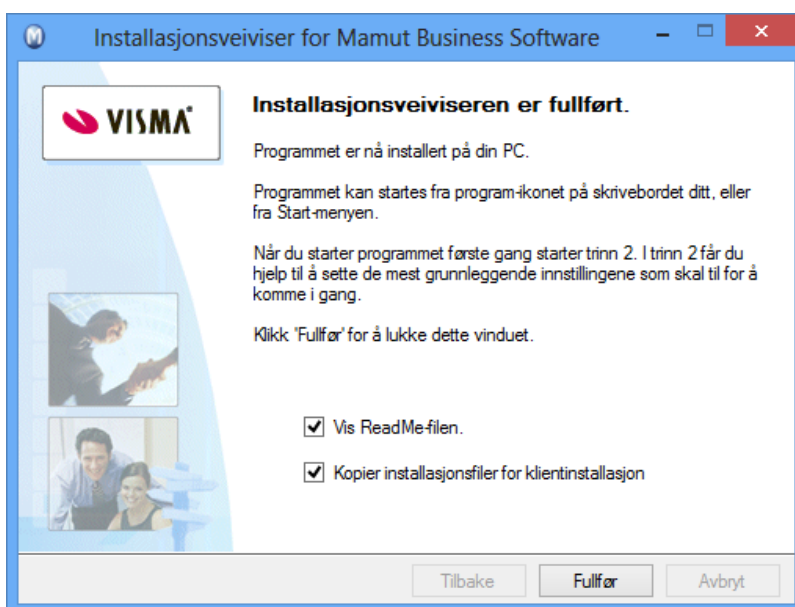 Installasjonsveiviser for Mamut Business Software
VISMA
Installasjonsveiviseren er fullført.
Programmet er nå installert på din PC.
Programmet kan startes fra program-ikonet på skrivebordet ditt, eller
fra Start-menyen.
Når du starter programmet første gang starter trinn 2. I trinn 2 får du
hjelp til å sette de mest grunnleggende innstillingene som skal til for å
komme i gang.
Klikk 'Fullfør' for å lukke dette vinduet.
Vis ReadMe-filen.
Kopier installasjonsfiler for klientinstallasjon
Tilbake
Fullfør
Avbryt